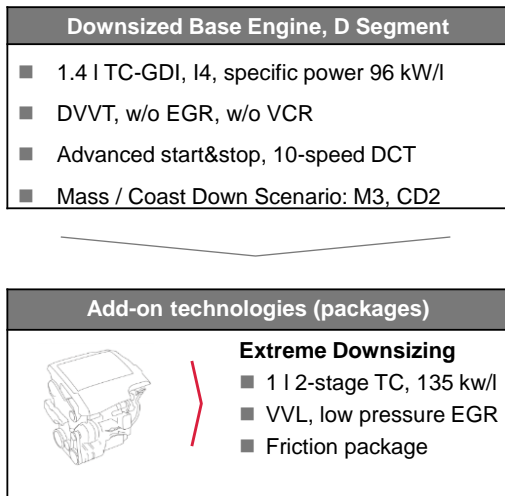 Downsized Base Engine, D Segment
■ 1.4 l TC-GDI, I4, specific power 96 kW/l
■ DVVT, w/o EGR, w/o VCR
■ Advanced start&stop, 10-speed DCT
■ Mass / Coast Down Scenario: M3, CD2
Add-on technologies (packages)
Extreme Downsizing
■ 1 l 2-stage TC, 135 kw/l
■ VVL, low pressure EGR
■ Friction package